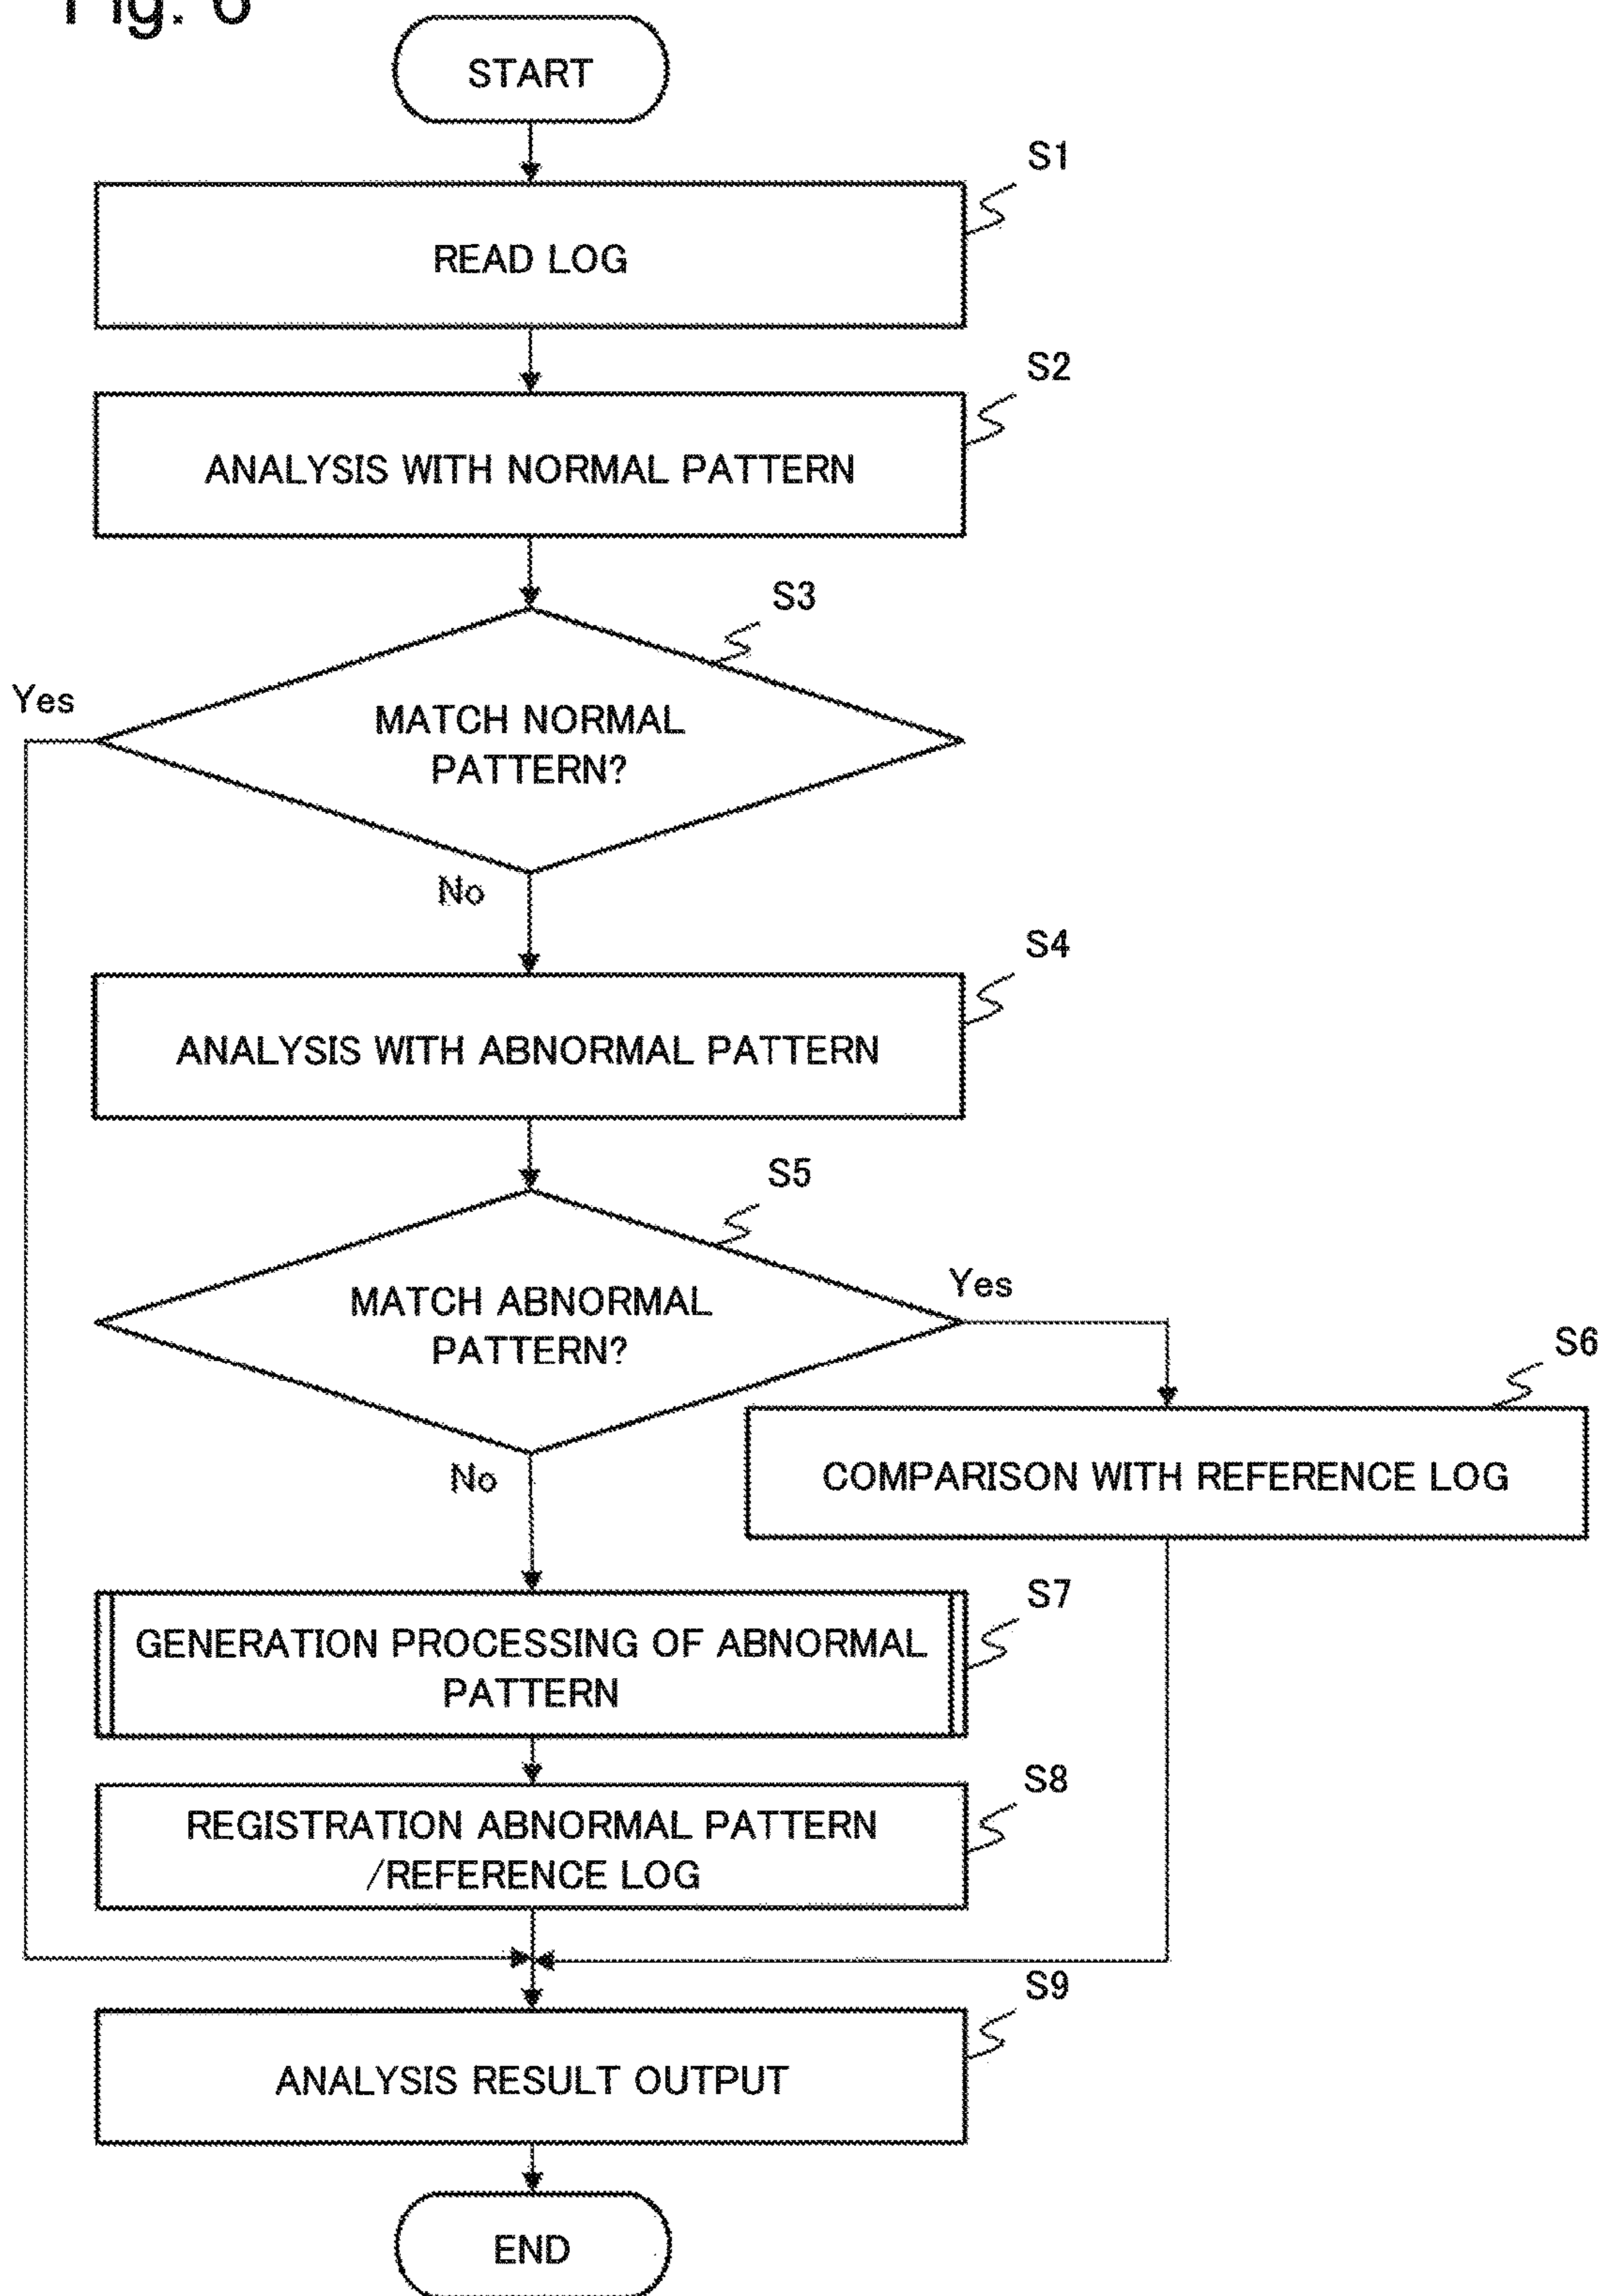 Fig. 6
START
S1
READ LOG
S2
ANALYSIS WITH NORMAL PATTERN
S3
Yes
MATCH NORMAL
PATTERN?
No
S4
ANALYSIS WITH ABNORMAL PATTERN
S5
MATCH ABNORMAL
PATTERN?
Yes
S6
COMPARISON WITH REFERENCE LOG
No
S7
GENERATION PROCESSING OF ABNORMAL
PATTERN
S8
REGISTRATION ABNORMAL PATTERN
/REFERENCE LOG
S9
ANALYSIS RESULT OUTPUT
END